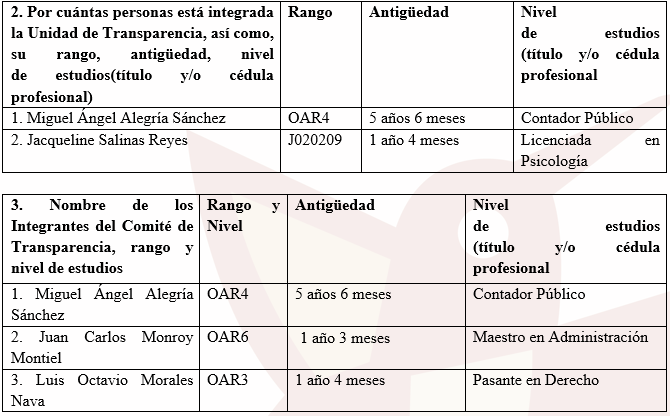 2. Por cuántas personas está integrada
la Unidad de Transparencia, así como,
su rango, antigüedad, nivel
de estudios(título y/o cédula
profesional)
Rango
Antigüedad
Nivel
de estudios
(título y/o cédula
profesional
1. Miguel Ángel Alegría Sánchez
OAR4
5 años 6 meses
Contador Público
2. Jacqueline Salinas Reyes
J020209
1 año 4 meses
Licenciada en
Psicología
3. Nombre de los
Integrantes del Comité de
Transparencia, rango y
nivel de estudios
Rango y
Nivel
Antigüedad
Nivel
de estudios
(título y/o cédula
profesional
1. Miguel Ángel Alegría
Sánchez
OAR4
5 años 6 meses
Contador Público
2. Juan Carlos Monroy
Montiel
OAR6
1 año 3 meses
Maestro en Administración
3. Luis Octavio Morales
Nava
OAR3
1 año 4 meses
Pasante en Derecho